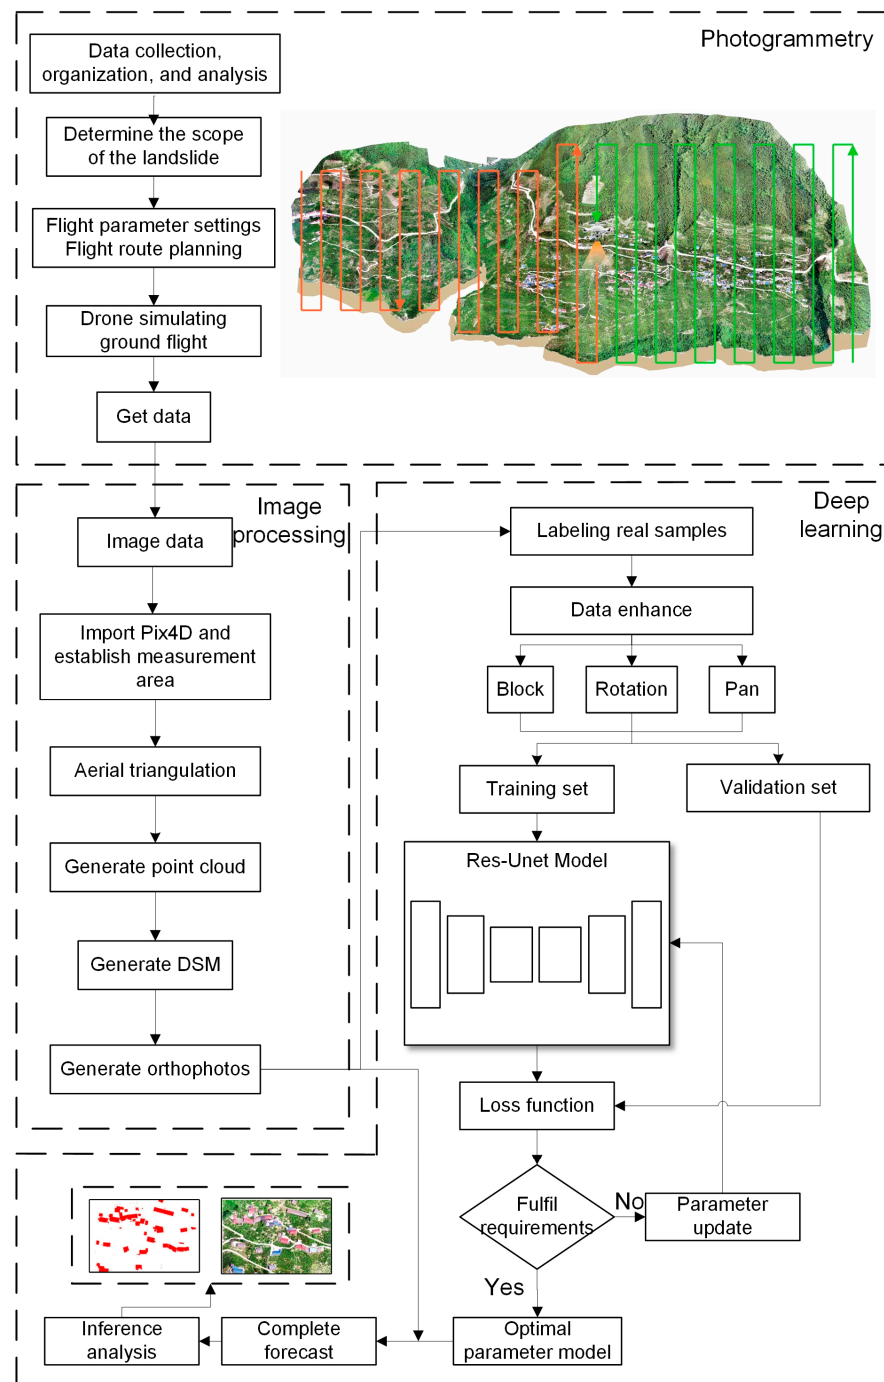 Photogrammetry
Data collection,
organization, and analysis
Determine the scope
of the landslide
Flight parameter settings
Flight route planning
Drone simulating
ground flight
Get data
Image
processing
Image data
Import Pix4D and
establish measurement
area
Aerial triangulation
Generate point cloud
Generate DSM
Generate orthophotos
Deep
learning
Labeling real samples
Data enhance
Block
Rotation
Pan
Training set
Validation set
Res-Unet Model
Loss function
Fulfil
requirements
No
Parameter
update
Yes
Optimal
parameter model
Complete
forecast
Inference
analysis